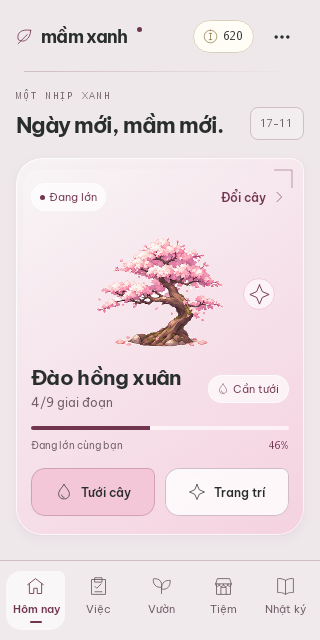 mầm xanh
620
MỘT NHỊP XANH
Ngày mới, mầm mới.
17–11
Đang lớn
Đổi cây
Đào hồng xuân
4/9 giai đoạn
Cần tưới
Đang lớn cùng bạn
46%
Tưới cây
Trang trí
Hôm nay
Việc
Vườn
Tiệm
Nhật ký